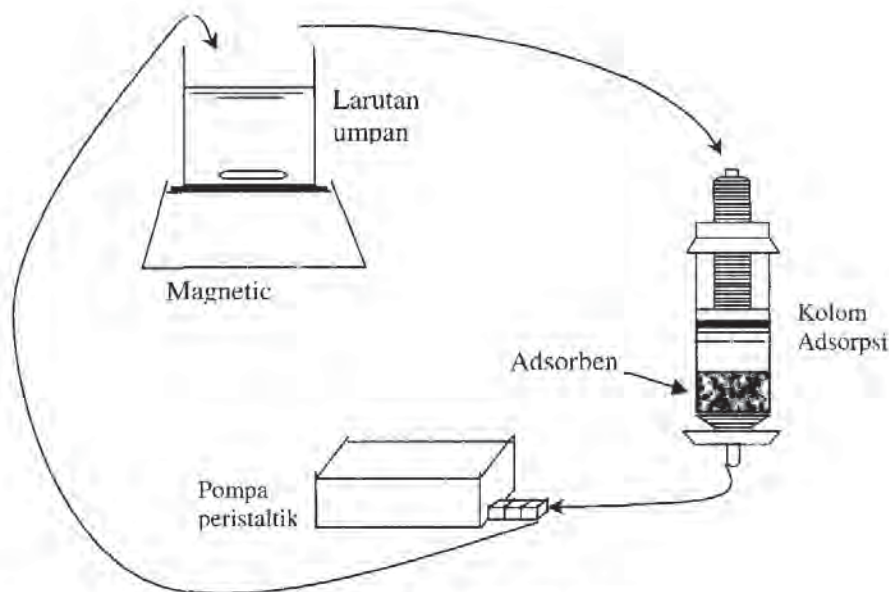 Larutan
umpan
Magnetic
Kolom
Adsorpsi
Adsorben
Pompa
peristaltik